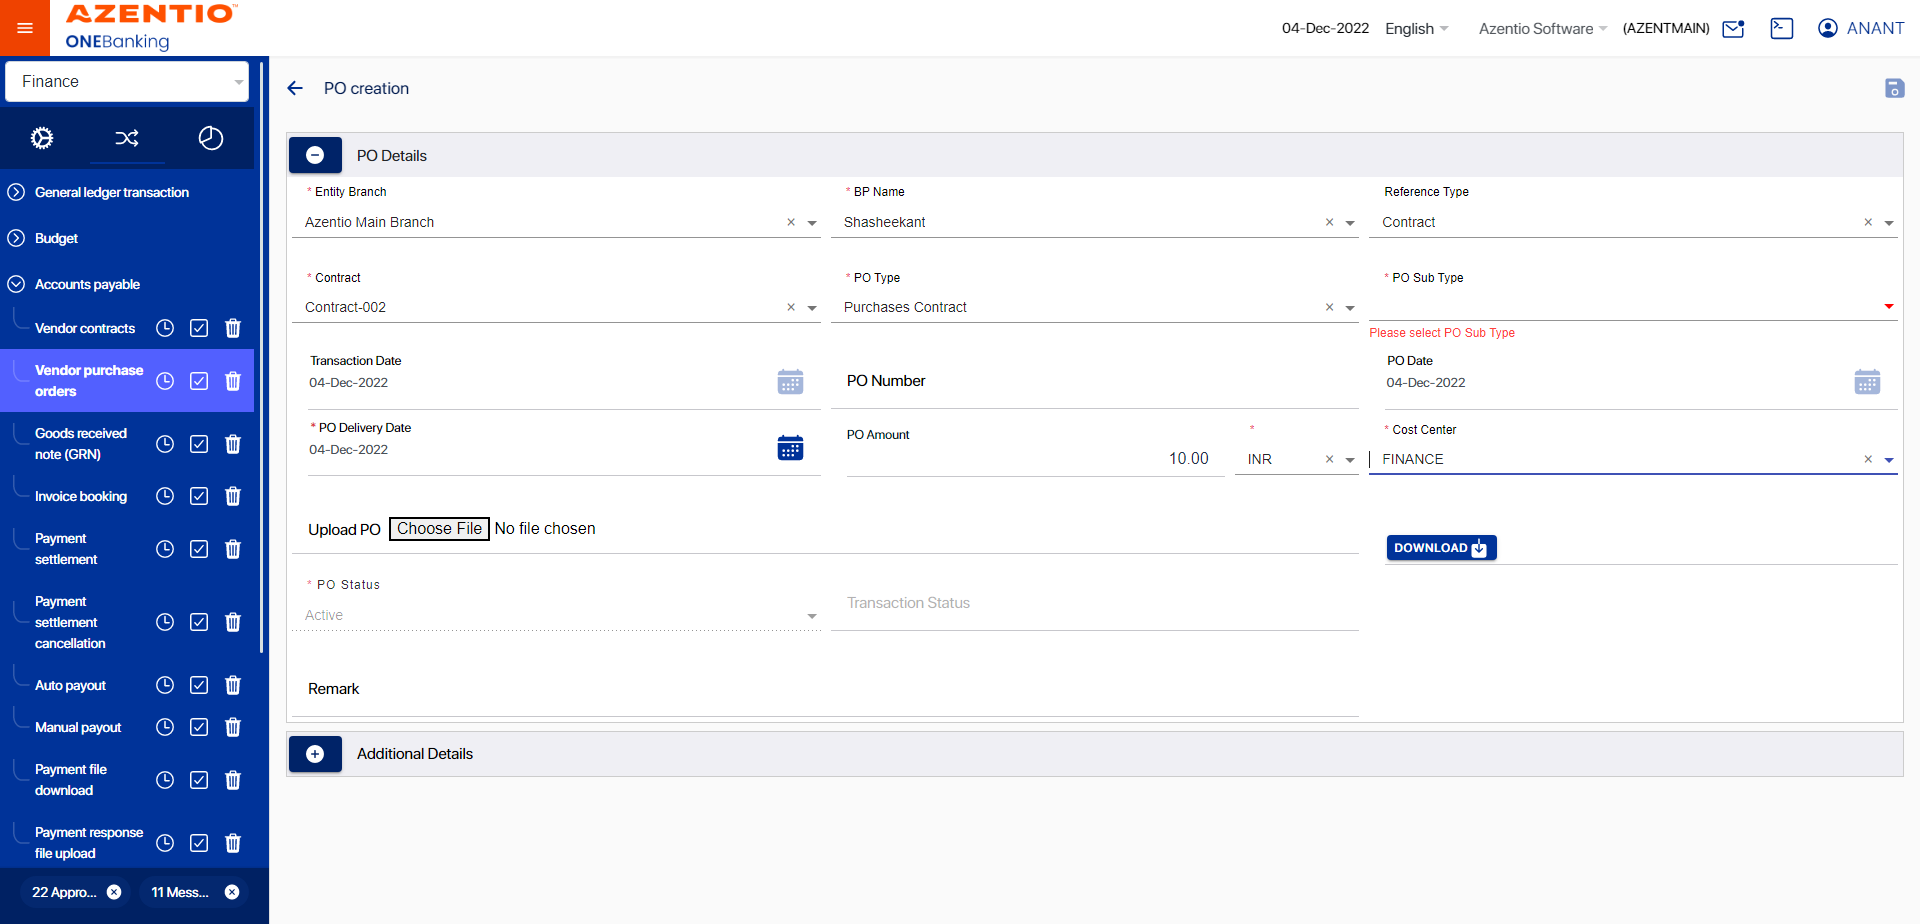 AZENTIO™
ONEBanking
04-Dec-2022 English Azentio Software (AZENTMAIN) ANANT
Finance
General ledger transaction
Budget
Accounts payable
Vendor contracts
Vendor purchase
orders
Goods received
note (GRN)
Invoice booking
Payment
settlement
Payment
settlement
cancellation
Auto payout
Manual payout
Payment file
download
Payment response
file upload
22 Appro... 11 Mess...
PO creation
PO Details
* Entity Branch * BP Name Reference Type
Azentio Main Branch × Shasheekant × Contract ×
* Contract * PO Type * PO Sub Type
Contract-002 × Purchases Contract ×
Please select PO Sub Type
Transaction Date PO Date
04-Dec-2022 PO Number 04-Dec-2022
* PO Delivery Date PO Amount * * Cost Center
04-Dec-2022 10.00 INR × FINANCE ×
Upload PO Choose File No file chosen
DOWNLOAD
* PO Status
Active Transaction Status
Remark
Additional Details